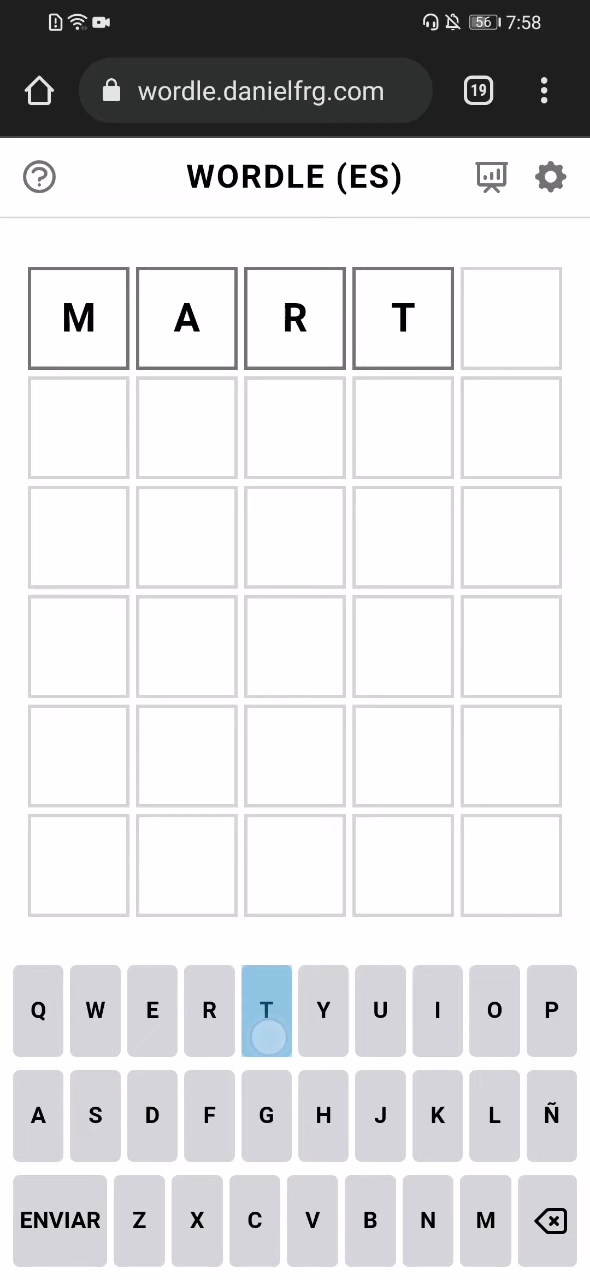 56 7:58
wordle.danielfrg.com 19
WORDLE (ES)
M A R T
Q W E R T Y U I O P
A S D F G H J K L Ñ
ENVIAR Z X C V B N M